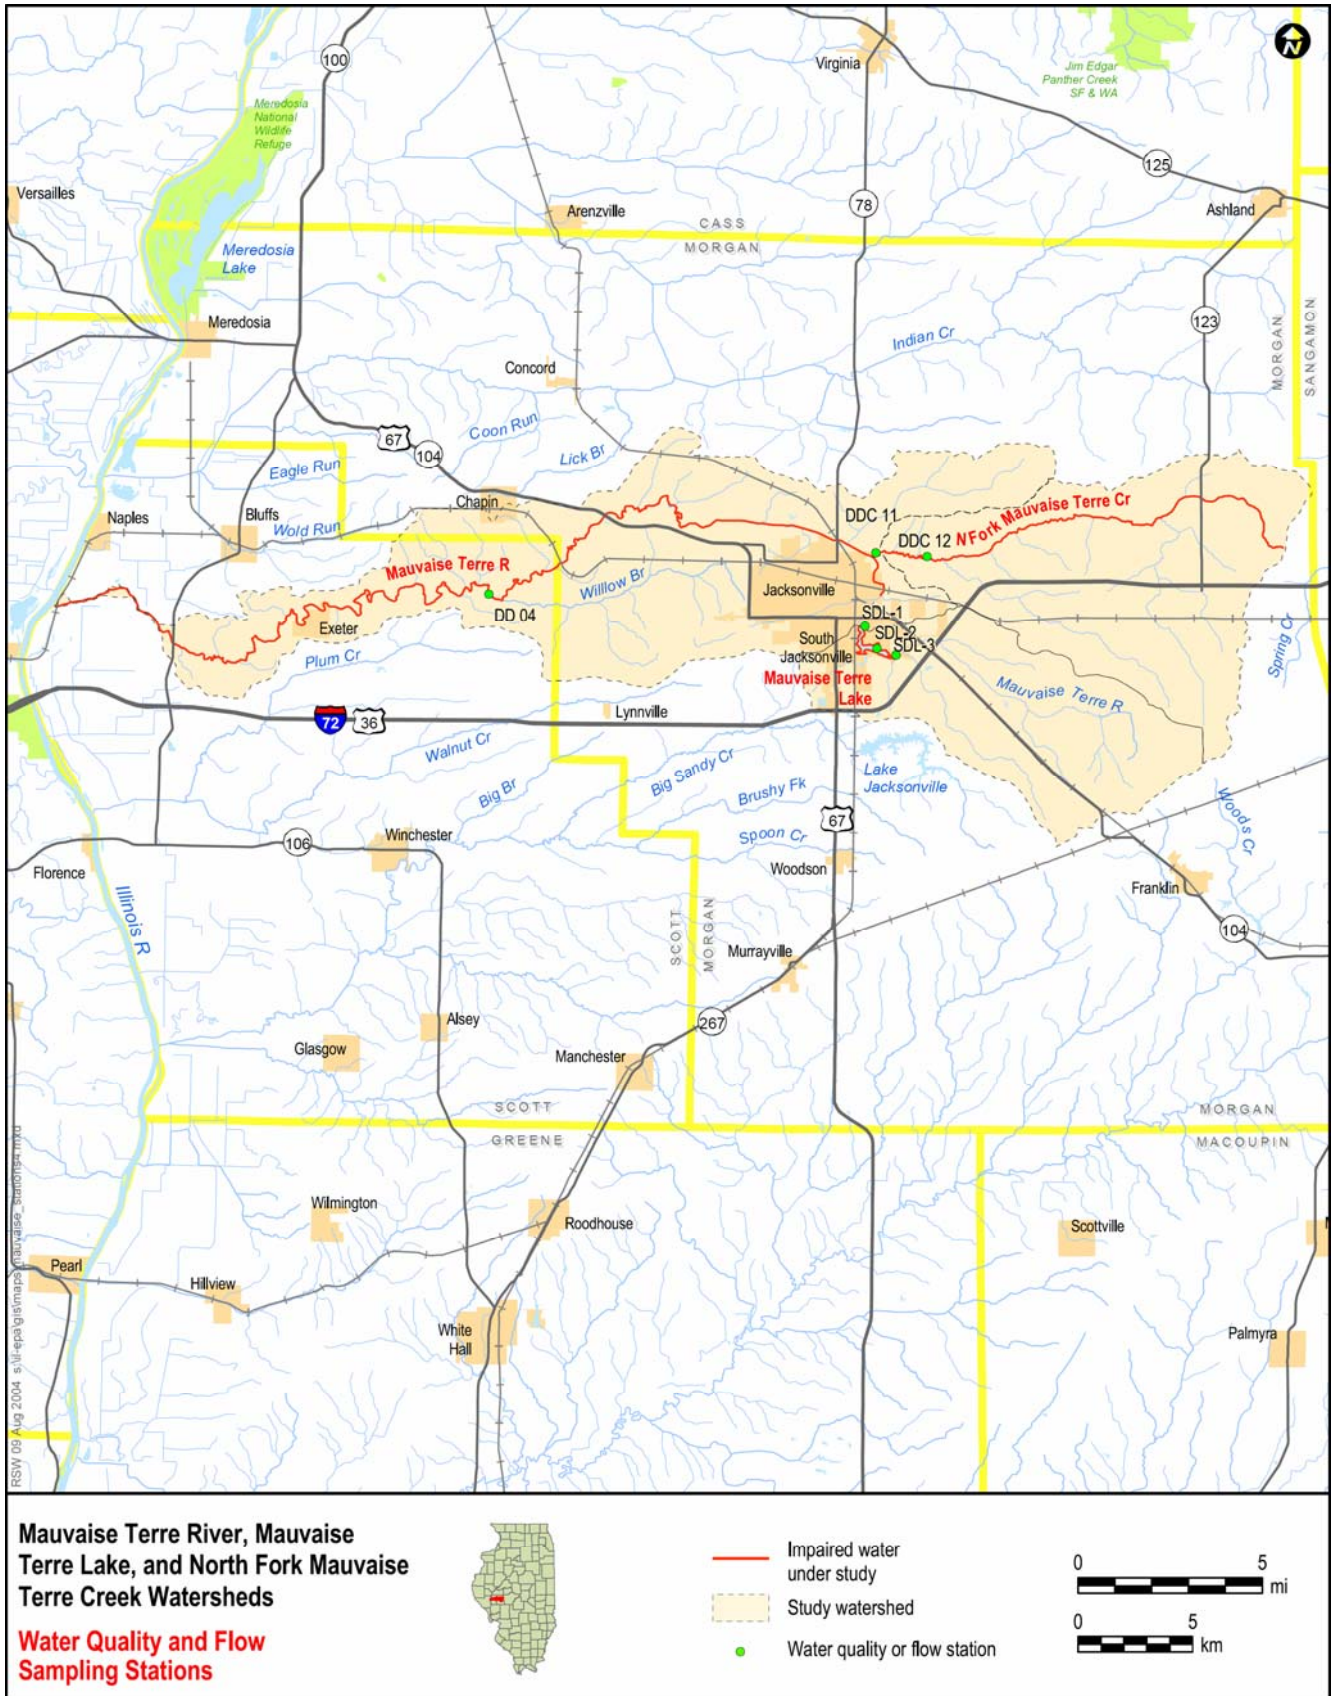 100
Virginia
Jim Edgar
Panther Creek
SF & WA
N
Meredosia
National
Wildlife
Refuge
125
Versailles
78
Ashland
Arenzville
CASS
MORGAN
Meredosia
Lake
Meredosia
123
MORGAN
SANGAMON
Indian Cr
Concord
Coon Run
67
104
Lick Br
Eagle Run
Chapin
Naples
Bluffs
Wold Run
DDC 11
DDC 12
N Fork Mauvaise Terre Cr
Mauvaise Terre R
Willlow Br
Jacksonville
DD 04
SDL-1
Exeter
South
Jacksonville
SDL-2
SDL-3
Plum Cr
Spring Cr
Mauvaise Terre
Lake
Mauvaise Terre R
Lynnville
72
36
Walnut Cr
Big Sandy Cr
Lake
Jacksonville
Big Br
Brushy Fk
67
Woods Cr
Spoon Cr
106
Winchester
Woodson
Florence
Franklin
Illinois R
SCOTT
MORGAN
104
Murrayville
267
Alsey
Glasgow
Manchester
SCOTT
GREENE
MORGAN
MACOUPIN
Wilmington
Roodhouse
Scottville
Pearl
Hillview
White
Hall
Palmyra
RSW 09 Aug 2004 s:\il-epa\gis\maps\mauvaise_stations4.mxd
Mauvaise Terre River, Mauvaise
Terre Lake, and North Fork Mauvaise
Terre Creek Watersheds
Water Quality and Flow
Sampling Stations
Impaired water
under study
Study watershed
Water quality or flow station
0 5
mi
0 5
km